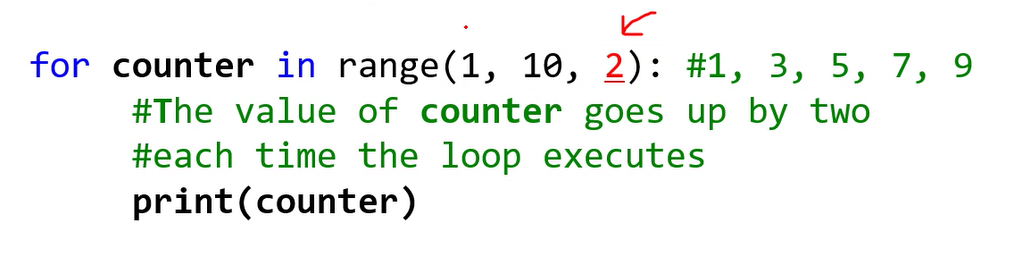 for counter in range(1, 10, 2): #1, 3, 5, 7, 9
#The value of counter goes up by two
#each time the loop executes
print(counter)